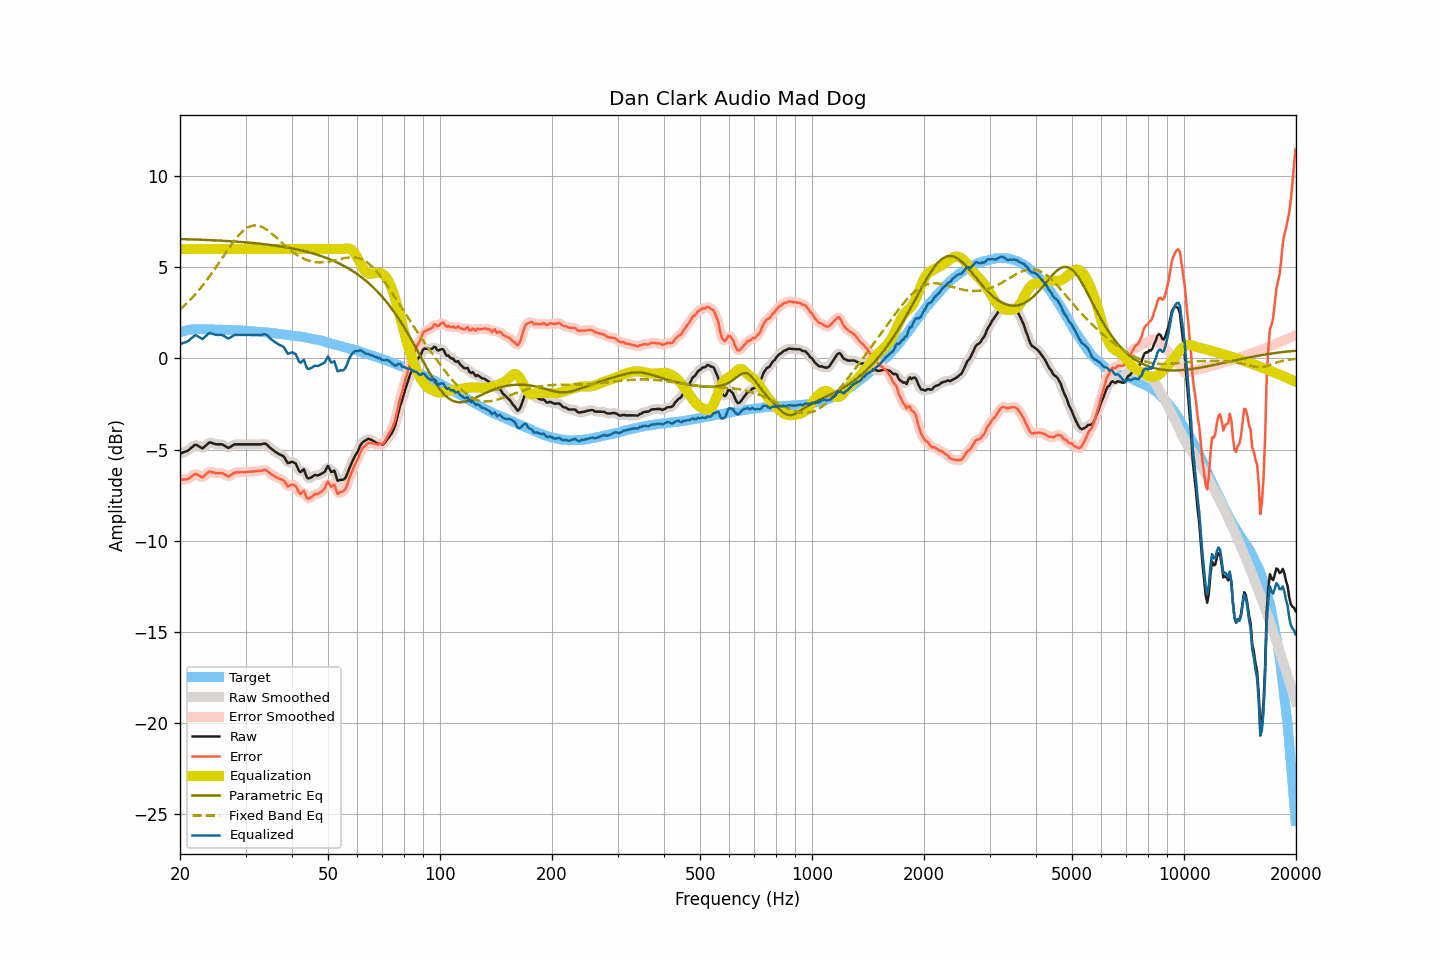 Dan Clark Audio Mad Dog
Amplitude (dBr)
10
5
0
−5
−10
−15
−20
−25
Target
Raw Smoothed
Error Smoothed
Raw
Error
Equalization
Parametric Eq
Fixed Band Eq
Equalized
20 50 100 200 500 1000 2000 5000 10000 20000
Frequency (Hz)